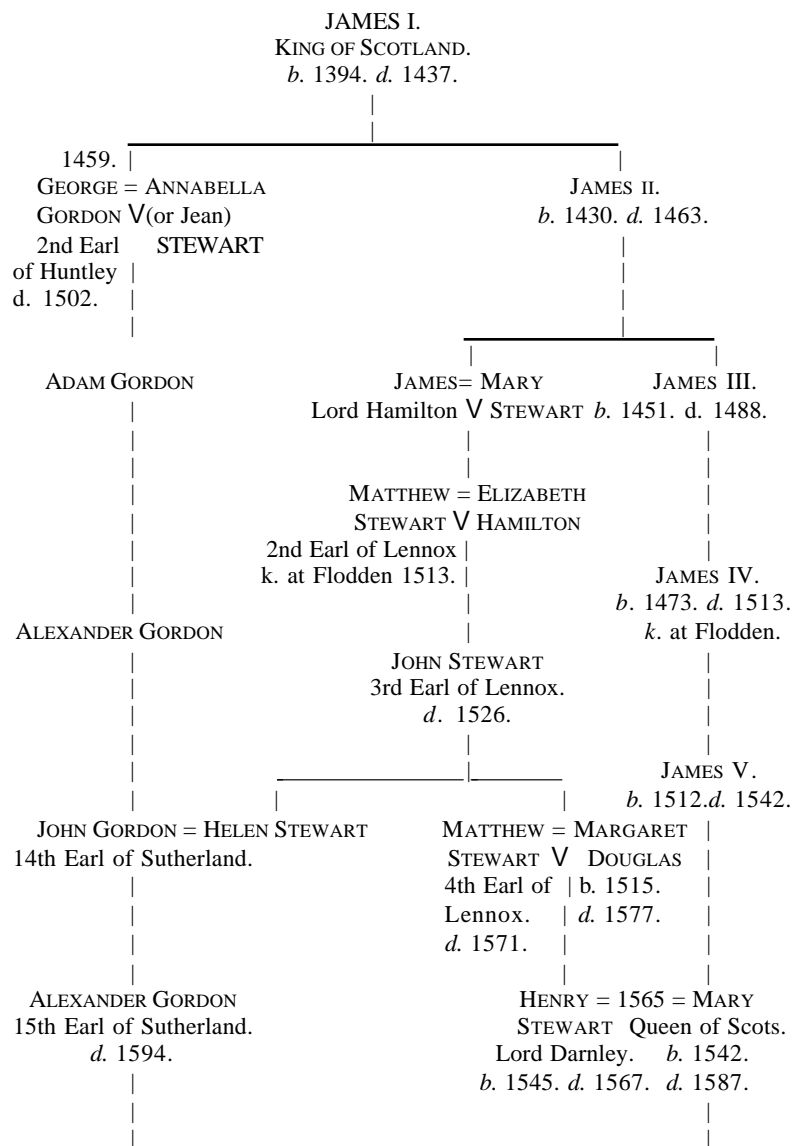 JAMES I.
KING OF SCOTLAND.
b. 1394. d. 1437.
1459.
GEORGE = ANNABELLA
JAMES II.
GORDON V (or Jean)
b. 1430. d. 1463.
2nd Earl STEWART
of Huntley
d. 1502.
ADAM GORDON
JAMES= MARY
JAMES III.
Lord Hamilton V STEWART b. 1451. d. 1488.
MATTHEW = ELIZABETH
STEWART V HAMILTON
2nd Earl of Lennox
k. at Flodden 1513.
JAMES IV.
b. 1473. d. 1513.
ALEXANDER GORDON
k. at Flodden.
JOHN STEWART
3rd Earl of Lennox.
d. 1526.
JAMES V.
b. 1512.d. 1542.
JOHN GORDON = HELEN STEWART
MATTHEW = MARGARET
14th Earl of Sutherland.
STEWART V DOUGLAS
4th Earl of b. 1515.
Lennox. d. 1577.
d. 1571.
ALEXANDER GORDON
HENRY = 1565 = MARY
15th Earl of Sutherland.
STEWART Queen of Scots.
d. 1594.
Lord Darnley. b. 1542.
b. 1545. d. 1567. d. 1587.